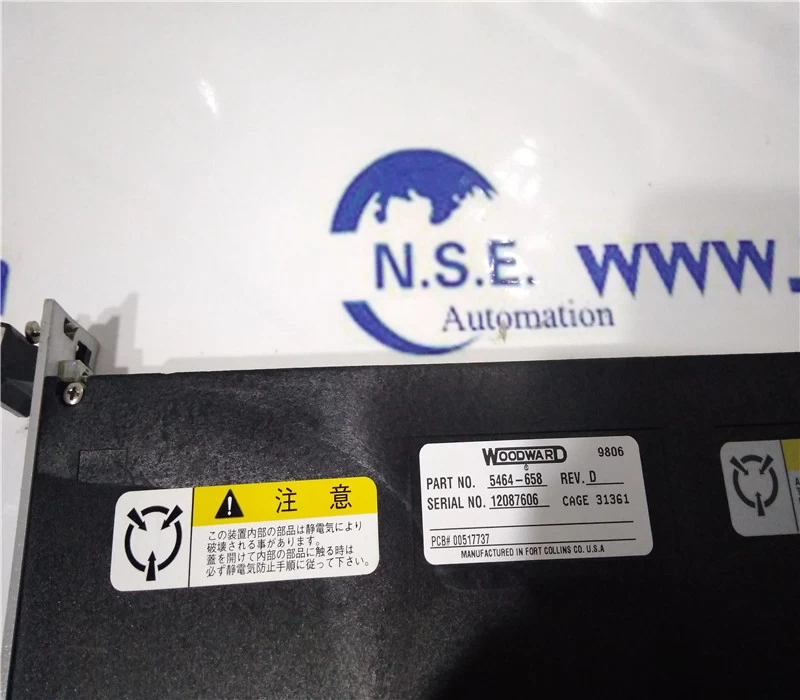 N.S.E.
Automation
www.
WOODWARD 9806
®
PART NO. 5464-658 REV. D
SERIAL NO. 12087606 CAGE 31361
PCB# 00517737
MANUFACTURED IN FORT COLLINS CO. U.S.A
注意
この装置内部の部品は静電気により
破壊される事があります。
蓋を開けて内部の部品に触る時は
必ず静電気防止手順に従って下さい。